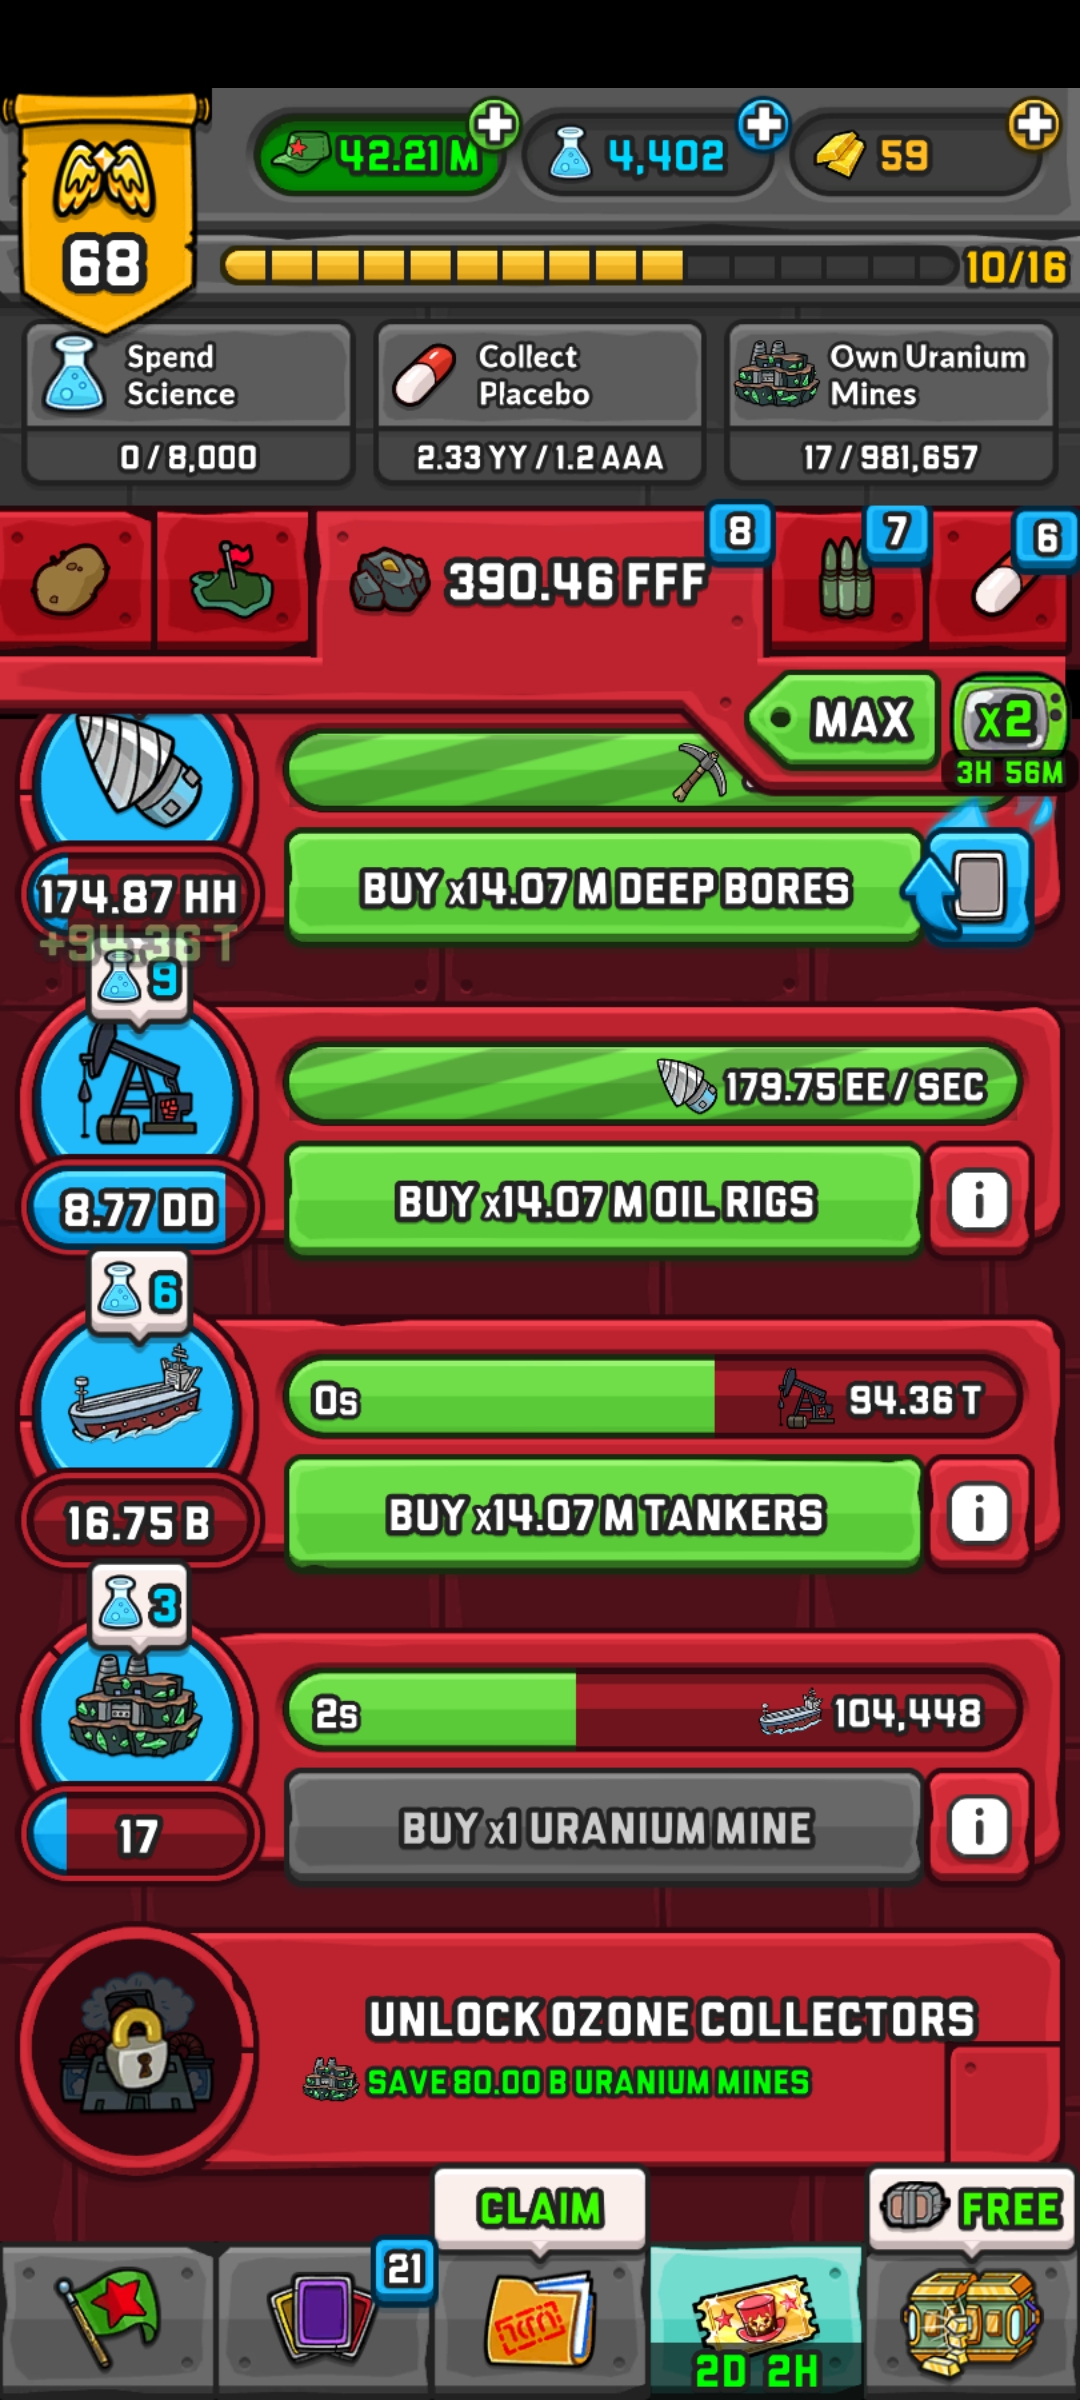 42.21 M
4,402
59
68
10/16
Spend
Science
0 / 8,000
Collect
Placebo
2.33 YY / 1.2 AAA
Own Uranium
Mines
17 / 981,657
390.46 FFF
8
7
6
MAX
x2
3H 56M
174.87 HH
+94.36 T
BUY x14.07 M DEEP BORES
9
179.75 EE / SEC
8.77 DD
BUY x14.07 M OIL RIGS
i
6
0s
94.36 T
16.75 B
BUY x14.07 M TANKERS
i
3
2s
104,448
17
BUY x1 URANIUM MINE
i
UNLOCK OZONE COLLECTORS
SAVE 80.00 B URANIUM MINES
CLAIM
FREE
21
2D 2H